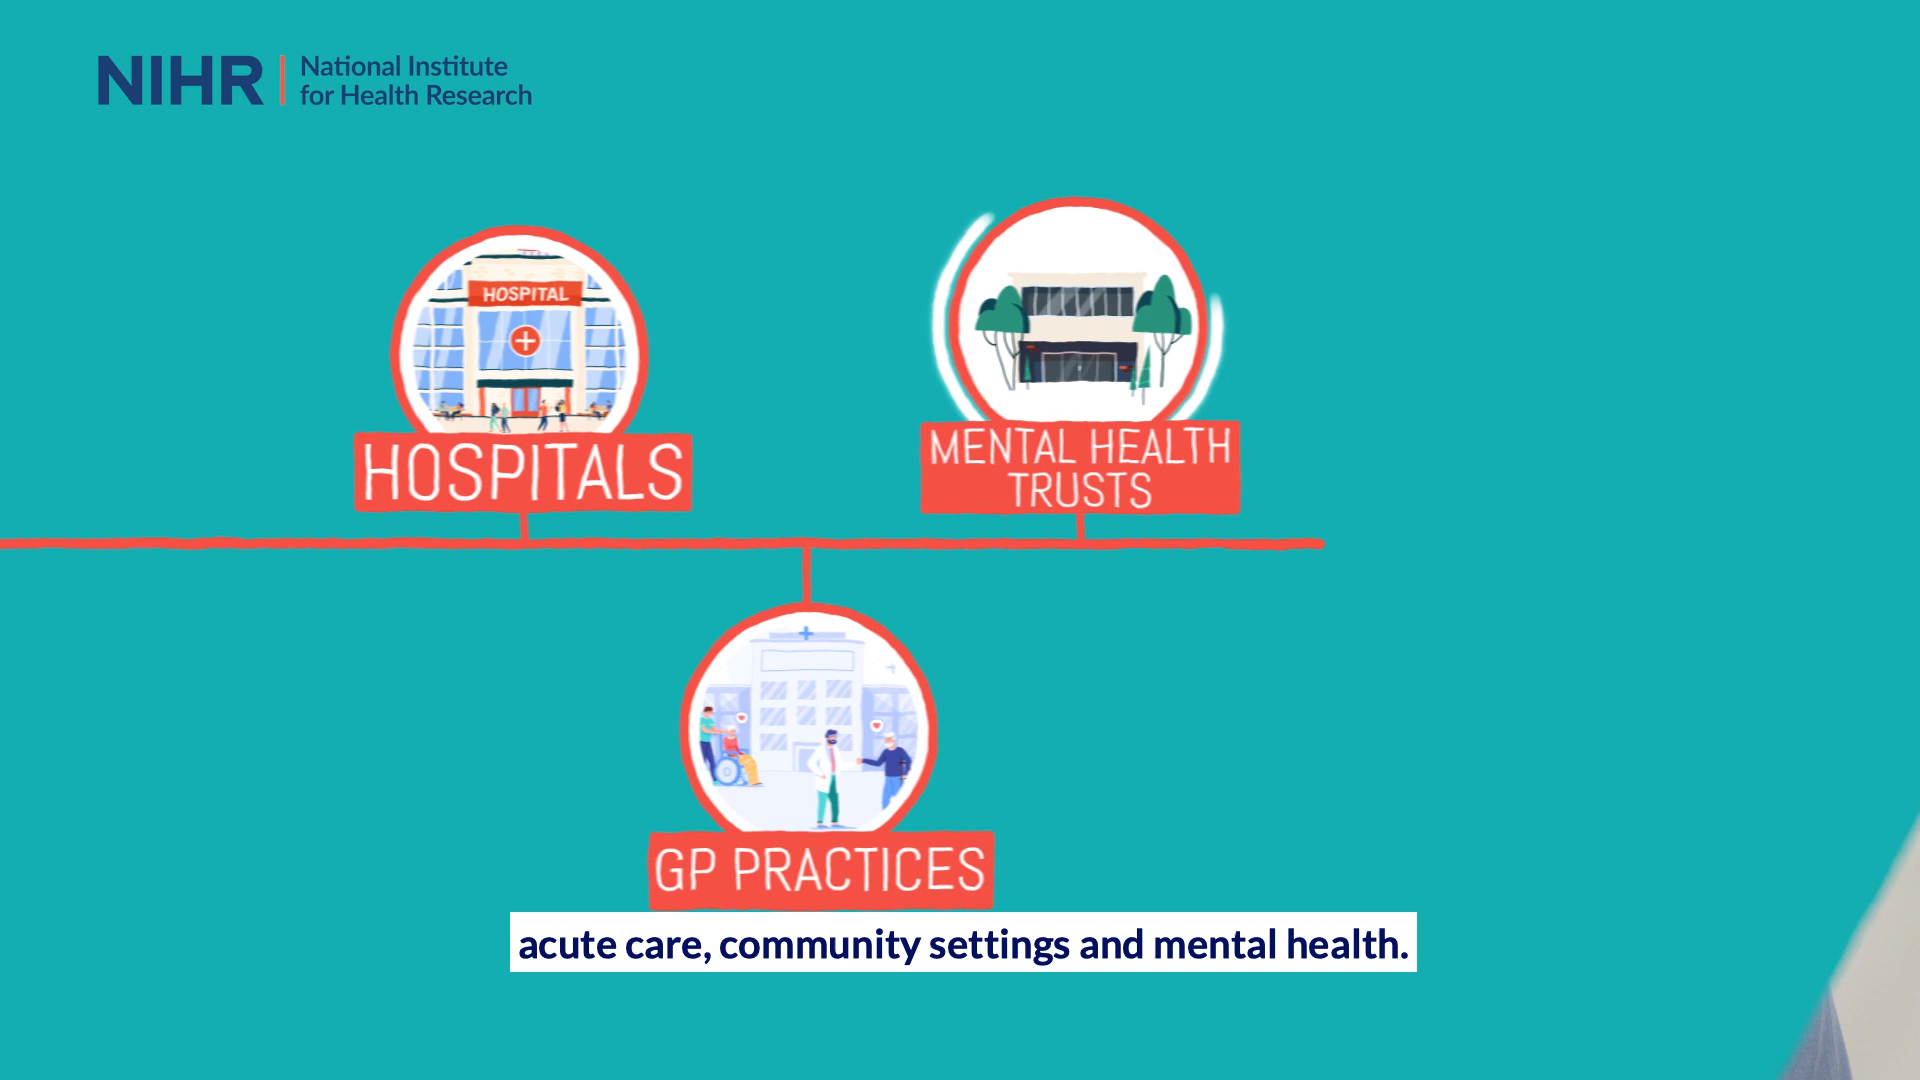 NIHR
National Institute
for Health Research
HOSPITAL
HOSPITALS
MENTAL HEALTH
TRUSTS
GP PRACTICES
acute care, community settings and mental health.